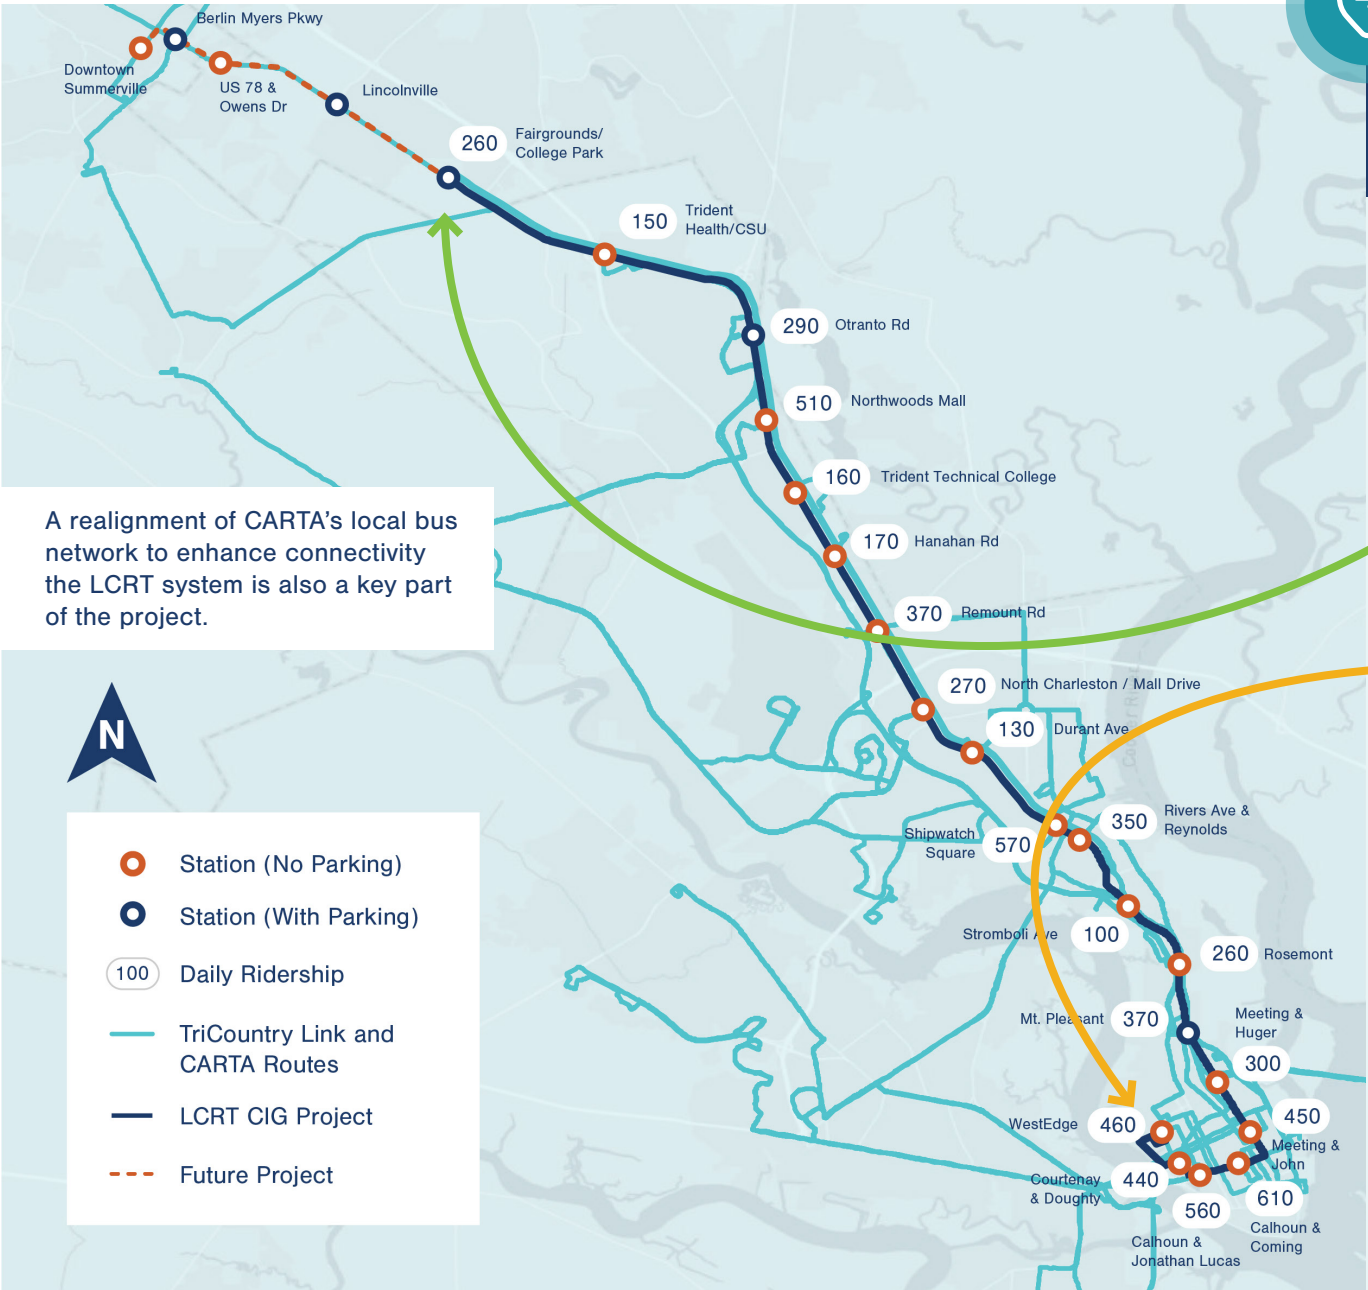 Berlin Myers Pkwy
Downtown
Summerville
US 78 &
Owens Dr
Lincolnville
260
Fairgrounds/
College Park
150
Trident
Health/CSU
290
Otranto Rd
510
Northwoods Mall
160
Trident Technical College
170
Hanahan Rd
370
Remount Rd
270
North Charleston / Mall Drive
130
Durant Ave
Shipwatch
Square
570
350
Rivers Ave &
Reynolds
Stromboli Ave
100
260
Rosemont
Mt. Pleasant
370
Meeting &
Huger
300
WestEdge
460
450
Meeting &
John
Courtenay
& Doughty
440
560
610
Calhoun &
Coming
Calhoun &
Jonathan Lucas
A realignment of CARTA's local bus
network to enhance connectivity
the LCRT system is also a key part
of the project.
N
Station (No Parking)
Station (With Parking)
100
Daily Ridership
TriCountry Link and
CARTA Routes
LCRT CIG Project
Future Project